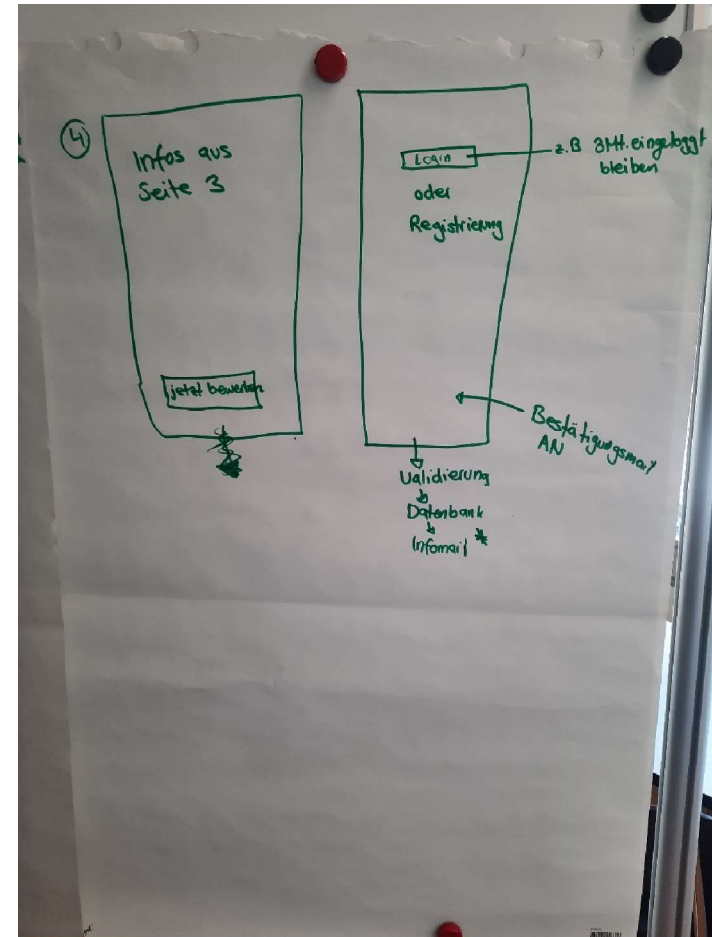 4
Infos aus
Seite 3
jetzt bewerben
Login
oder
Registrierung
z.B 3Mt. eingeloggt
bleiben
Bestätigungsmail
AN
Validierung
Datenbank
Infomail *